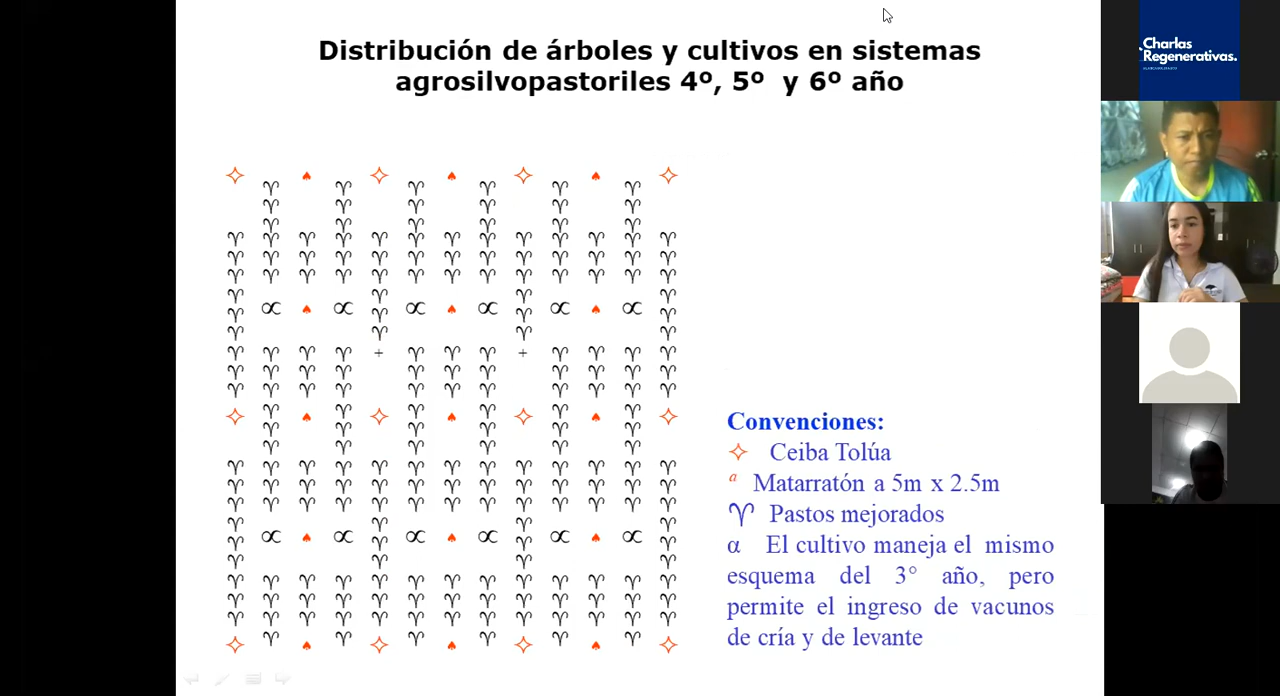 Distribución de árboles y cultivos en sistemas
agrosilvopastoriles 4º, 5º y 6º año
Charlas
Regenerativas.
Convenciones:
Ceiba Tolúa
a Matarratón a 5m x 2.5m
♈ Pastos mejorados
α El cultivo maneja el mismo
esquema del 3° año, pero
permite el ingreso de vacunos
de cría y de levante